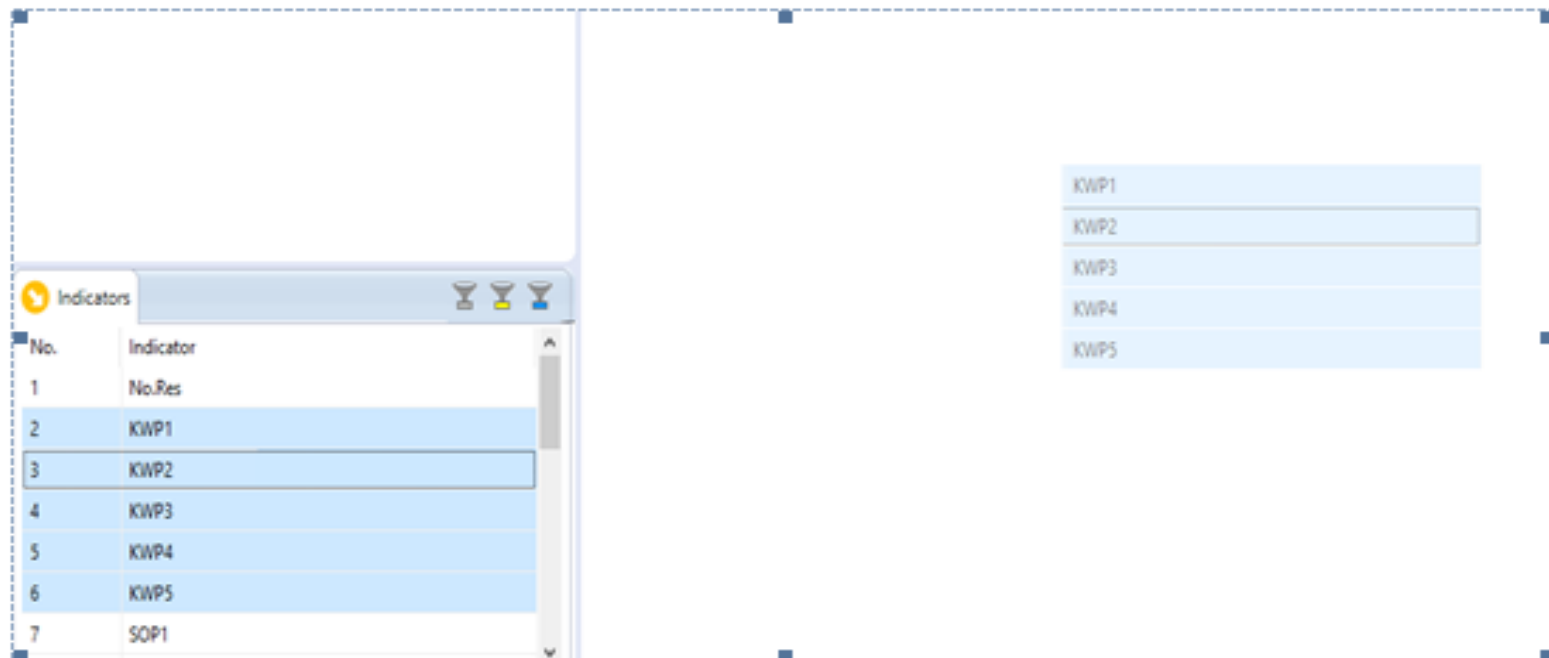 Indicators
No. Indicator
1 No.Res
2 KWP1
3 KWP2
4 KWP3
5 KWP4
6 KWP5
7 SOP1
KWP1
KWP2
KWP3
KWP4
KWP5